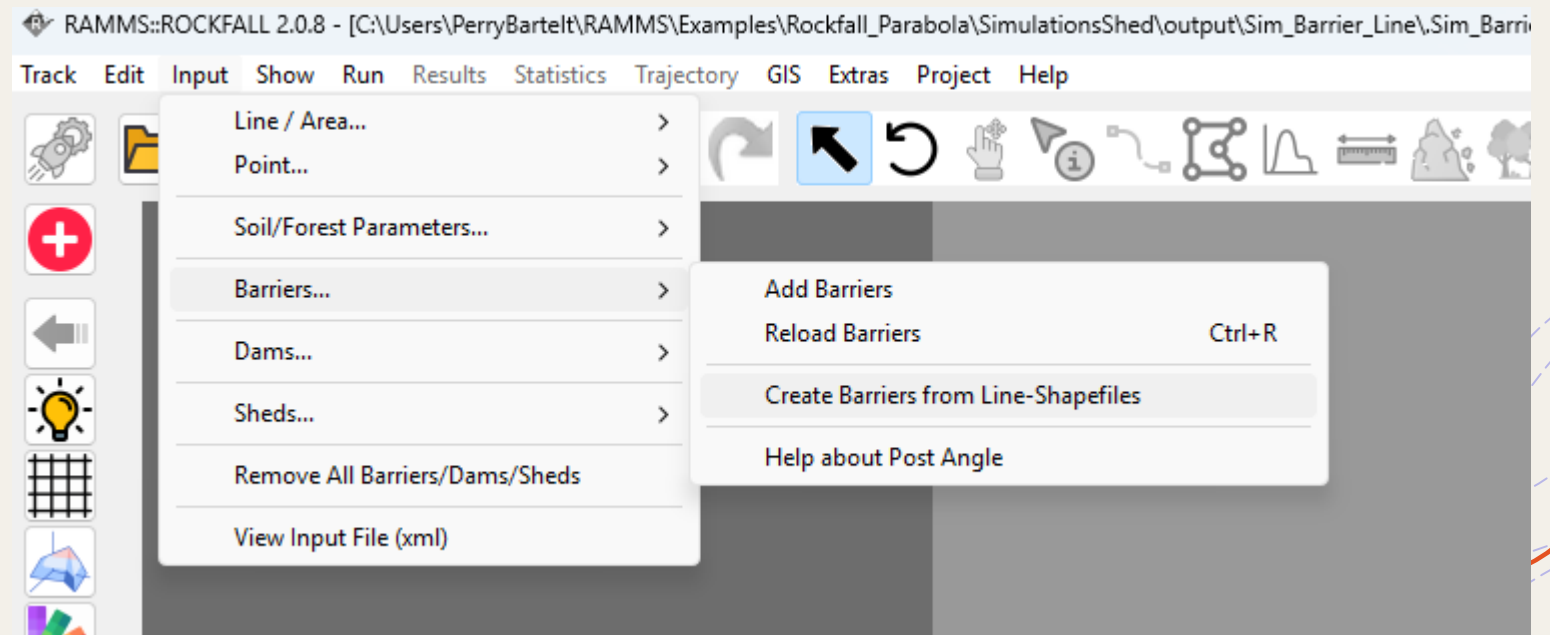 RAMMS::ROCKFALL 2.0.8 - [C:\Users\PerryBartelt\RAMMS\Examples\Rockfall_Parabola\SimulationsShed\output\Sim_Barrier_Line\.Sim_Barri
Track Edit Input Show Run Results Statistics Trajectory GIS Extras Project Help
Line / Area...
Point...
Soil/Forest Parameters...
Barriers...
Dams...
Sheds...
Remove All Barriers/Dams/Sheds
View Input File (xml)
Add Barriers
Reload Barriers Ctrl+R
Create Barriers from Line-Shapefiles
Help about Post Angle